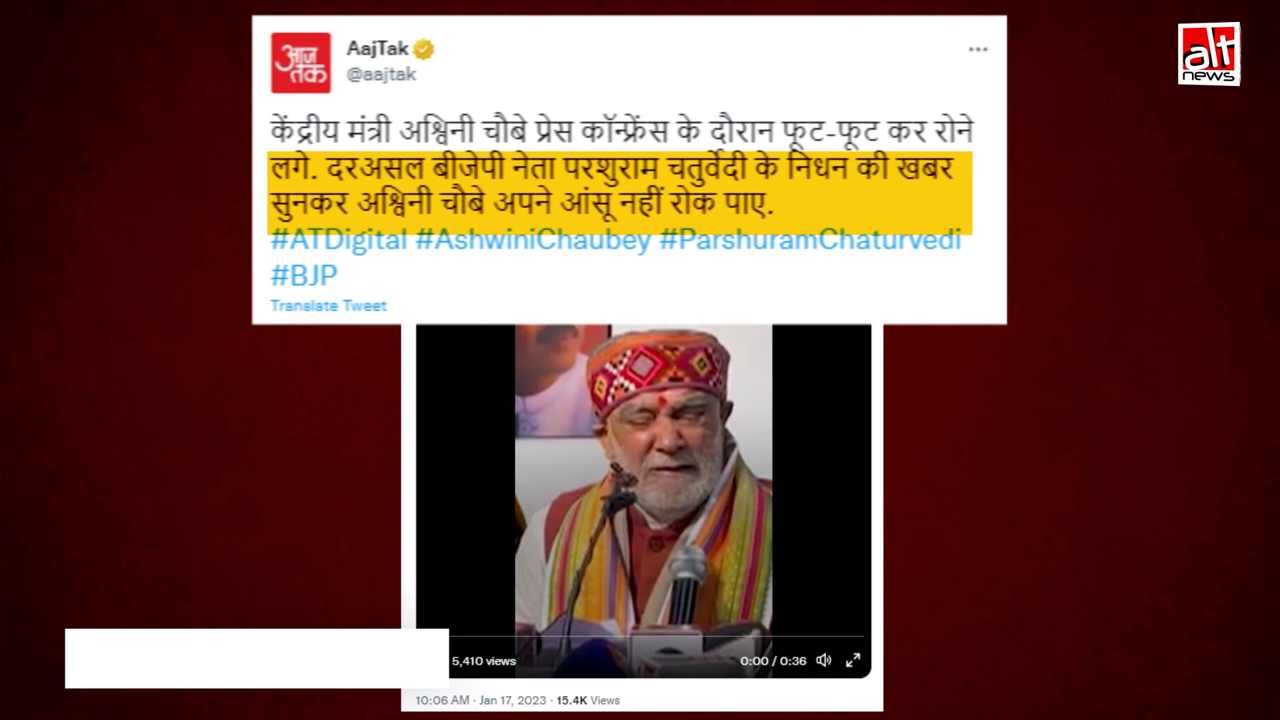 आज तक
AajTak
@aajtak
alt
news
केंद्रीय मंत्री अश्विनी चौबे प्रेस कॉन्फ्रेंस के दौरान फूट-फूट कर रोने
लगे. दरअसल बीजेपी नेता परशुराम चतुर्वेदी के निधन की खबर
सुनकर अश्विनी चौबे अपने आंसू नहीं रोक पाए.
#ATDigital #AshwiniChaubey #ParshuramChaturvedi
#BJP
Translate Tweet
5,410 views
0:00 / 0:36
10:06 AM · Jan 17, 2023 · 15.4K Views